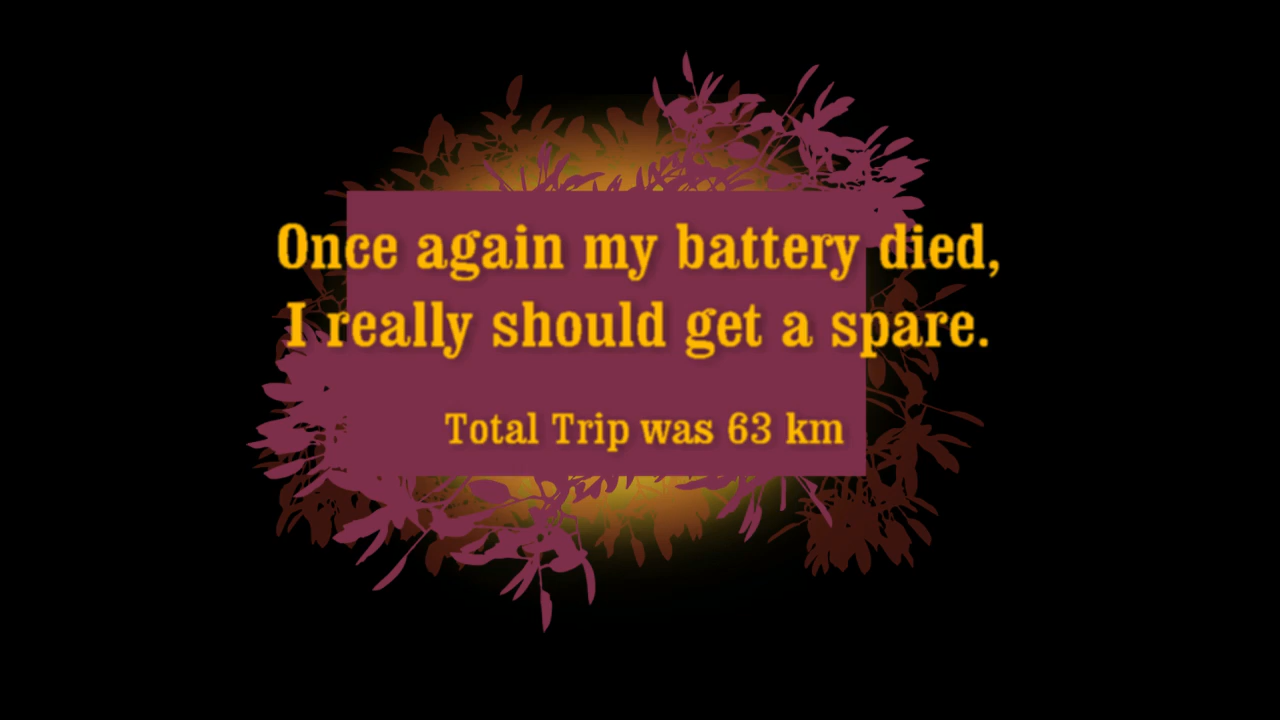 Once again my battery died,
I really should get a spare.
Total Trip was 63 km